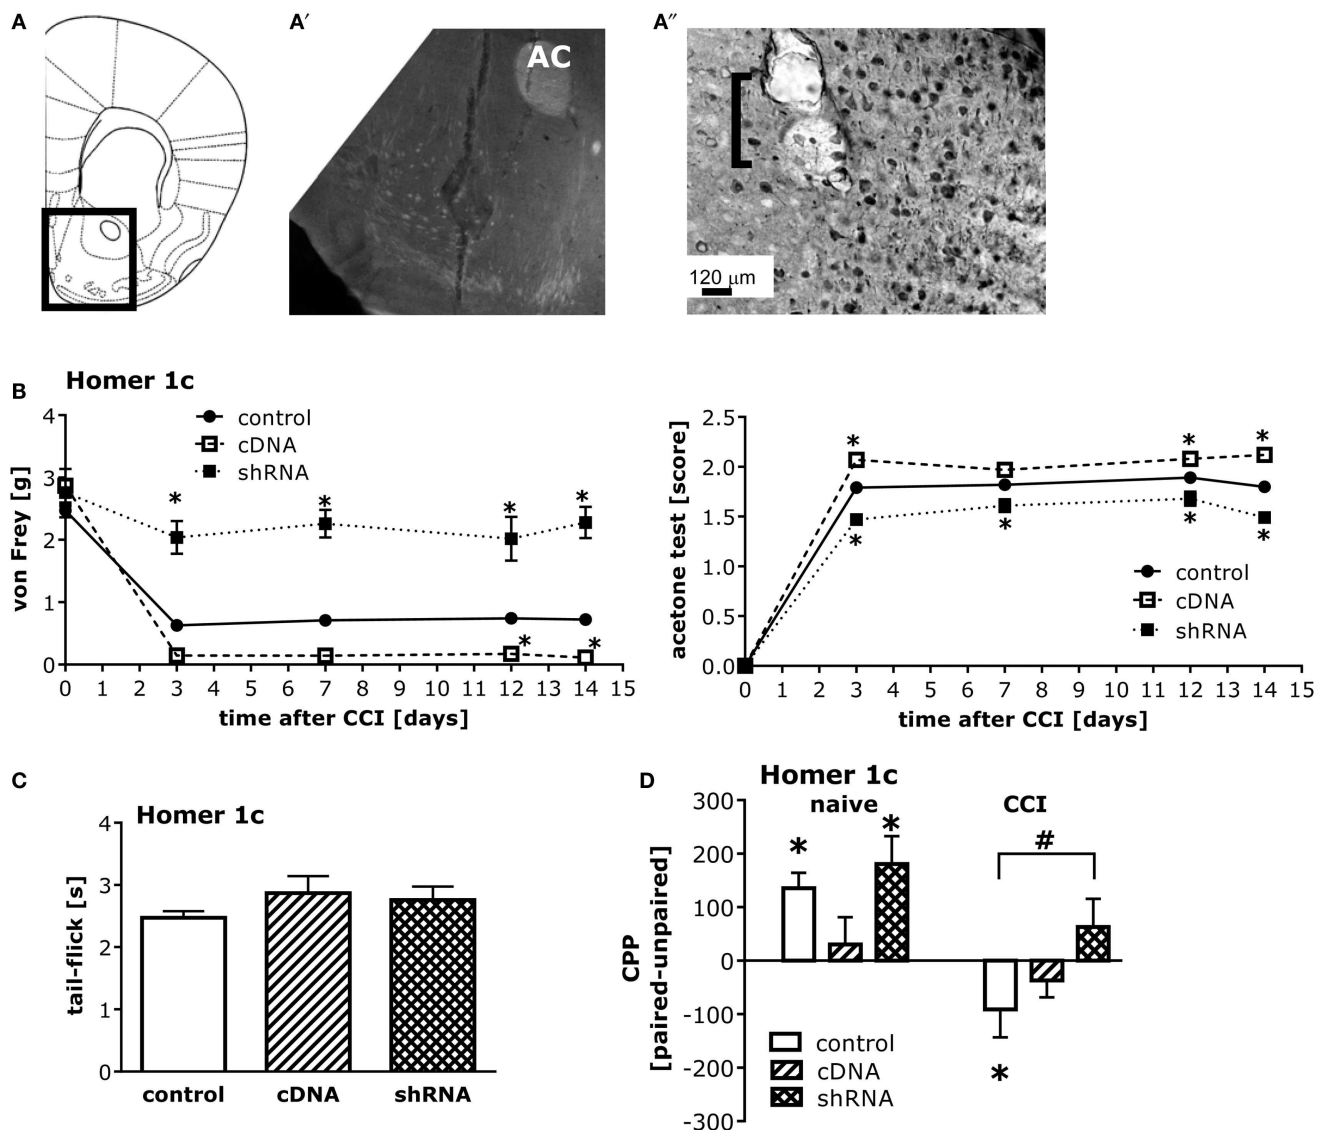 A
A′
A″
AC
120 µm
B
Homer 1c
4
3
2
1
0
von Frey [g]
control
cDNA
shRNA
*
*
*
*
*
*
0 1 2 3 4 5 6 7 8 9 10 11 12 13 14 15
time after CCI [days]
2.5
2.0
1.5
1.0
0.5
0.0
acetone test [score]
*
*
*
*
*
*
*
control
cDNA
shRNA
0 1 2 3 4 5 6 7 8 9 10 11 12 13 14 15
time after CCI [days]
C
Homer 1c
4
3
2
1
0
tail-flick [s]
control cDNA shRNA
D
Homer 1c
naive CCI
300
200
100
0
-100
-200
-300
CPP
[paired-unpaired]
* *
#
*
control
cDNA
shRNA